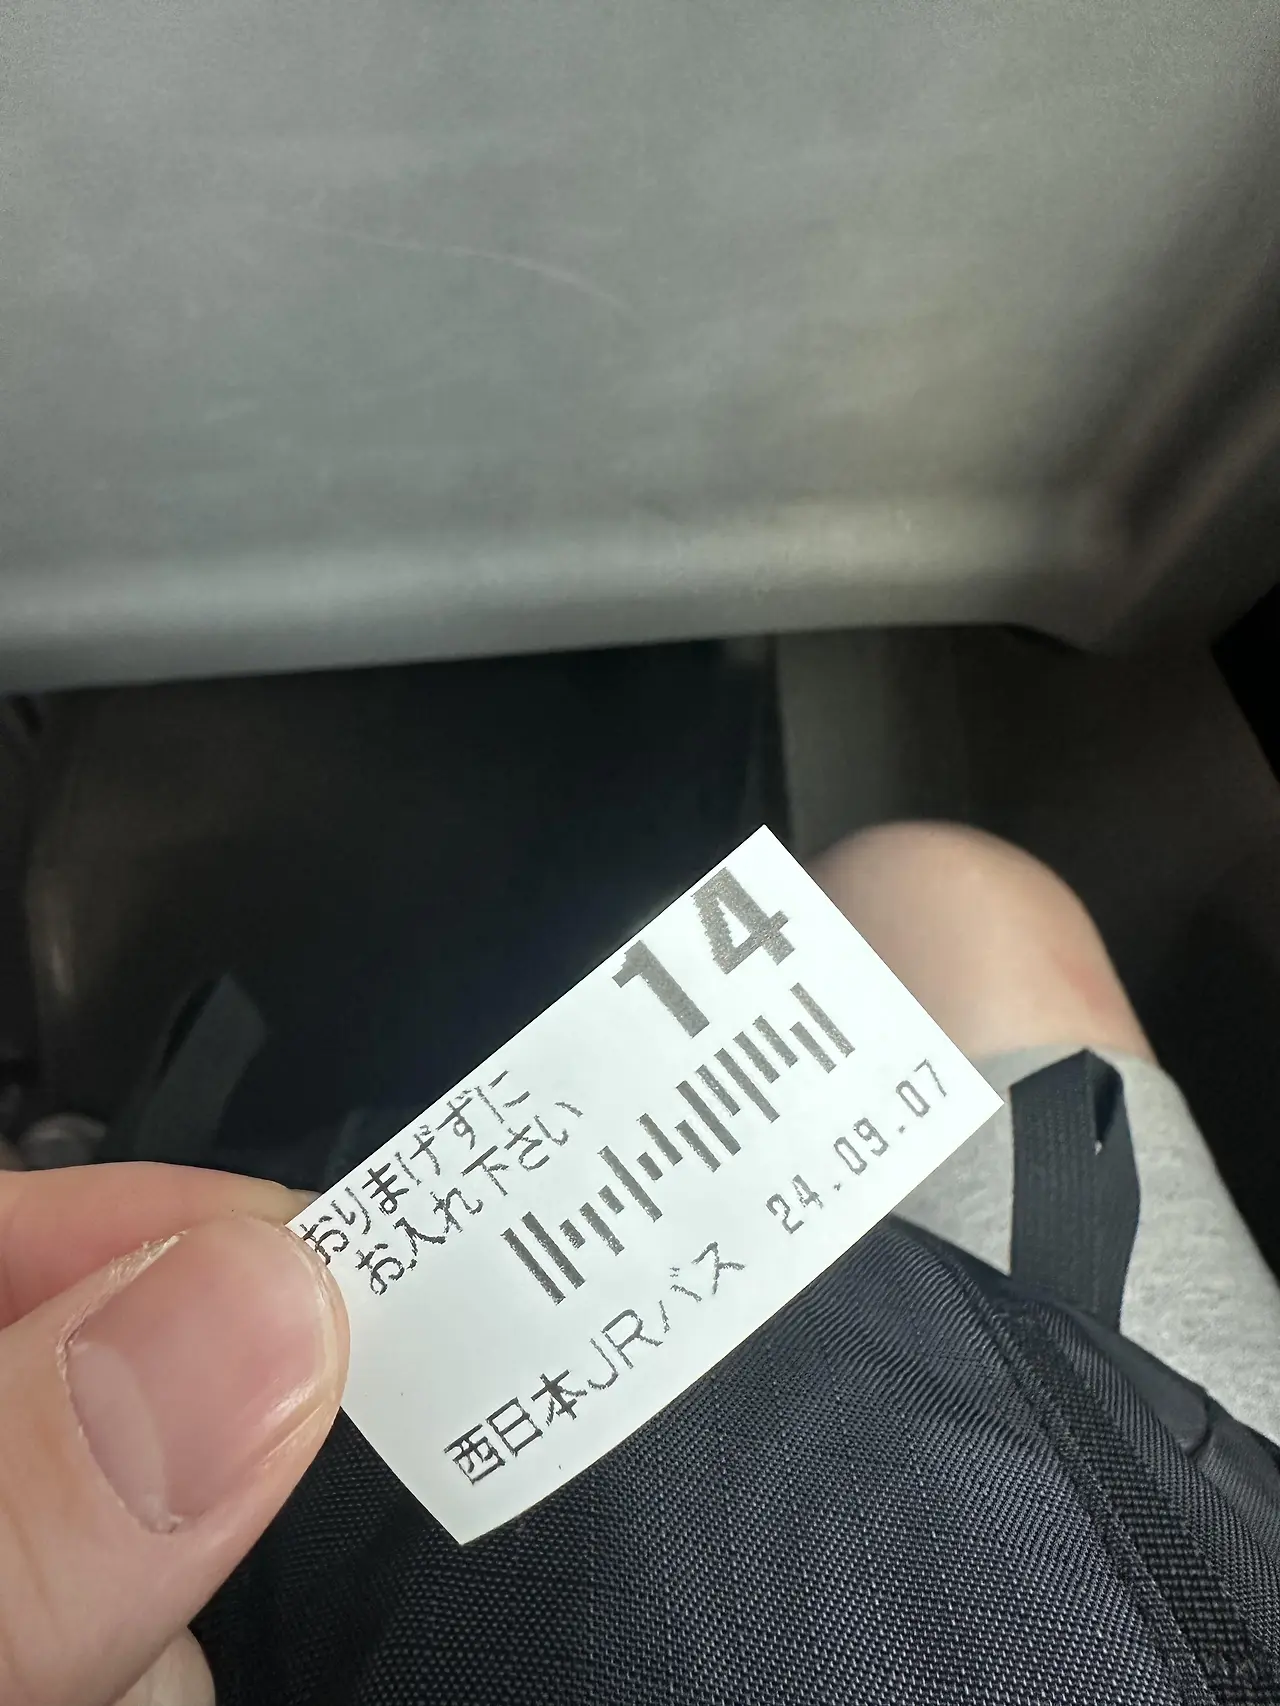 14
おりまげずに
お入れ下さい
24.09.07
西日本JRバス